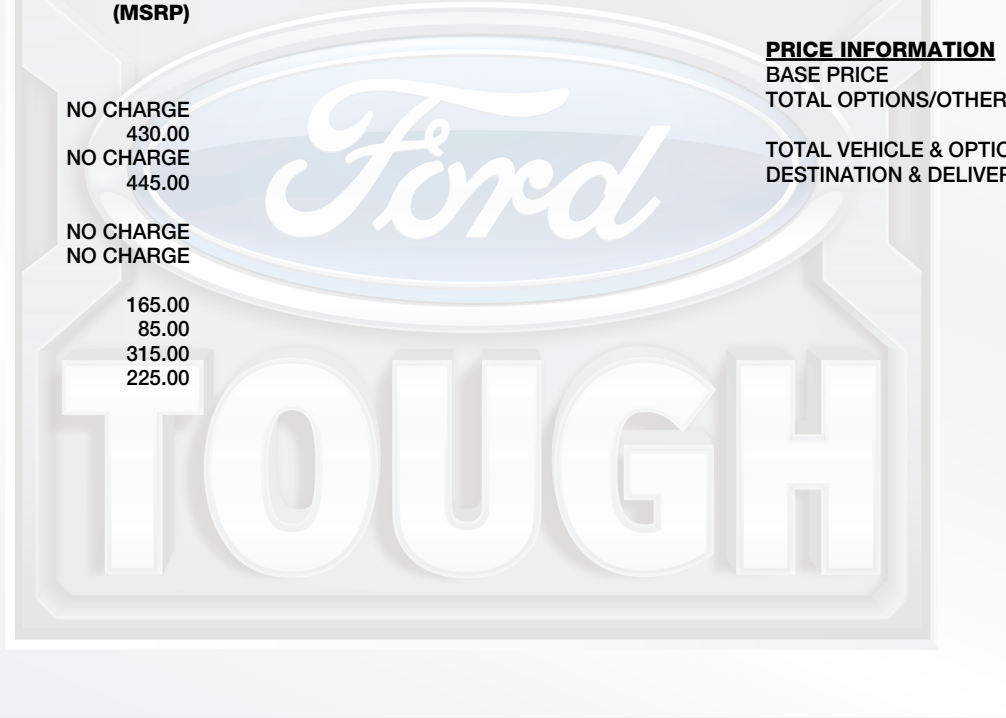 (MSRP)
NO CHARGE
430.00
NO CHARGE
445.00
NO CHARGE
NO CHARGE
165.00
85.00
315.00
225.00
PRICE INFORMATION
BASE PRICE
TOTAL OPTIONS/OTHER
TOTAL VEHICLE & OPTIO
DESTINATION & DELIVER
Ford
TOUGH